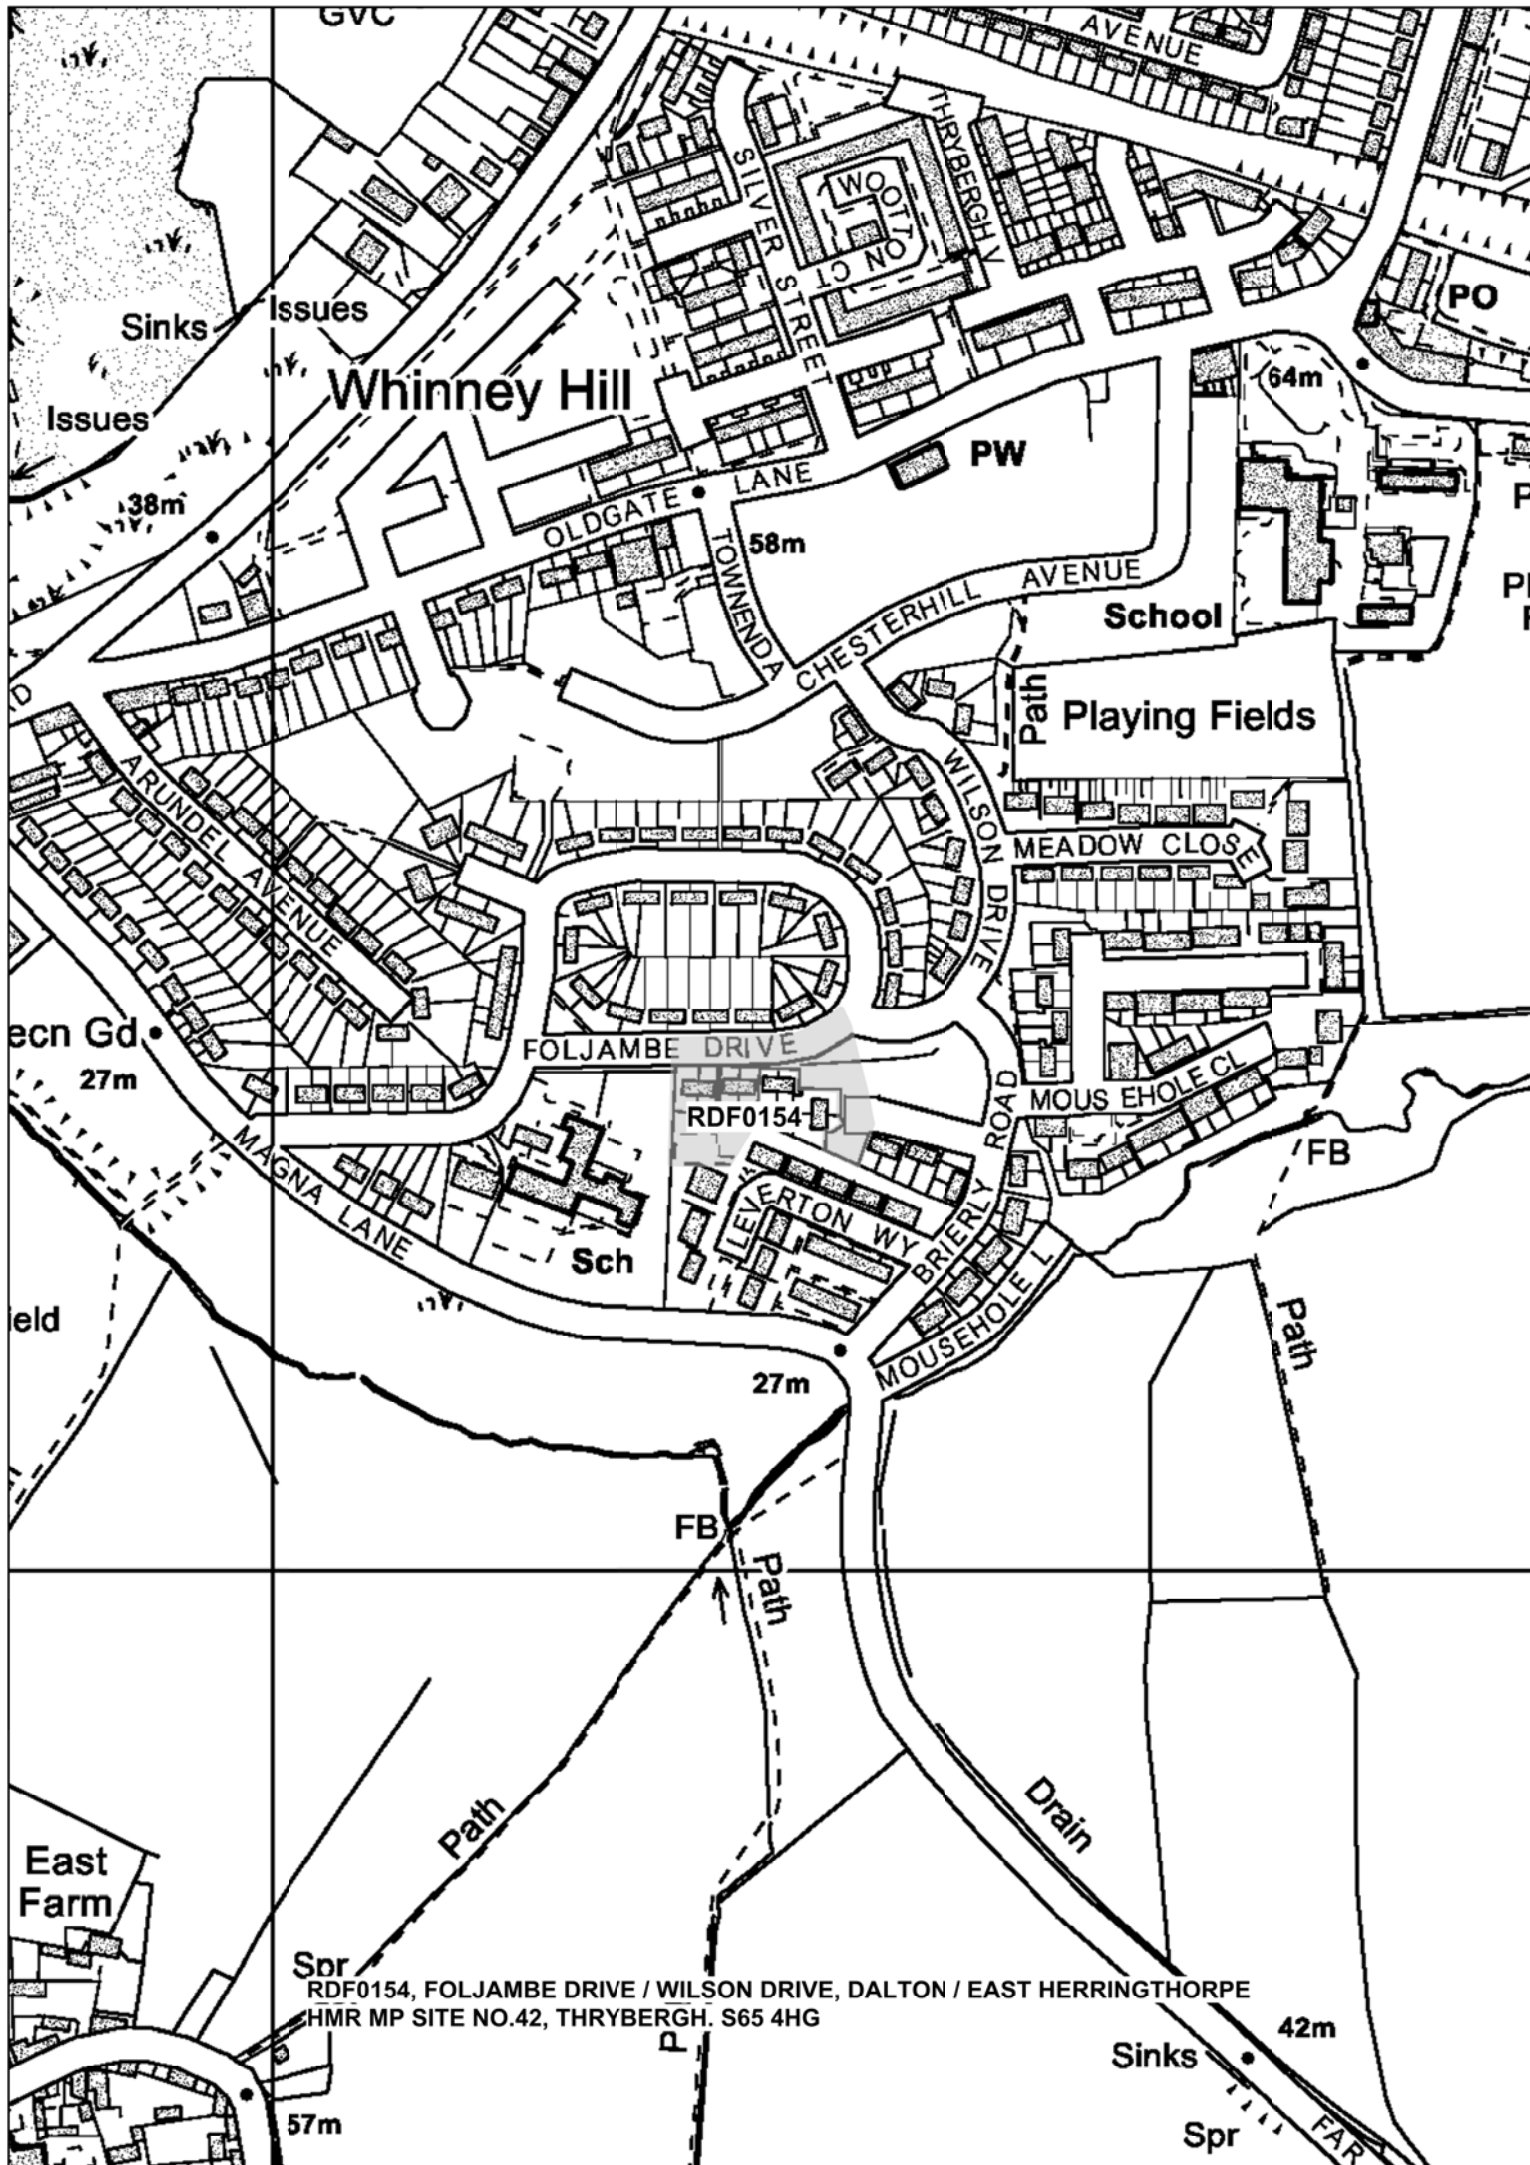 GVC
AVENUE
THRYBERGH V
SILVER STREET
WOOTTON CT
Sinks
Issues
PO
Whinney Hill
64m
Issues
PW
OLDGATE LANE
38m
58m
TOWNENDA
CHESTERHILL AVENUE
School
Path
Playing Fields
ARUNDEL AVENUE
WILSON DRIVE
MEADOW CLOSE
ecn Gd
27m
FOLJAMBE DRIVE
RDF0154
MOUSEHOLE CL
MAGNA LANE
BRIERLY ROAD
FB
LEVERTON WY
Sch
MOUSEHOLE L
ield
27m
Path
FB
Path
Path
Drain
East
Farm
Spr
RDF0154, FOLJAMBE DRIVE / WILSON DRIVE, DALTON / EAST HERRINGTHORPE
HMR MP SITE NO.42, THRYBERGH. S65 4HG
42m
Sinks
57m
Spr
FAR